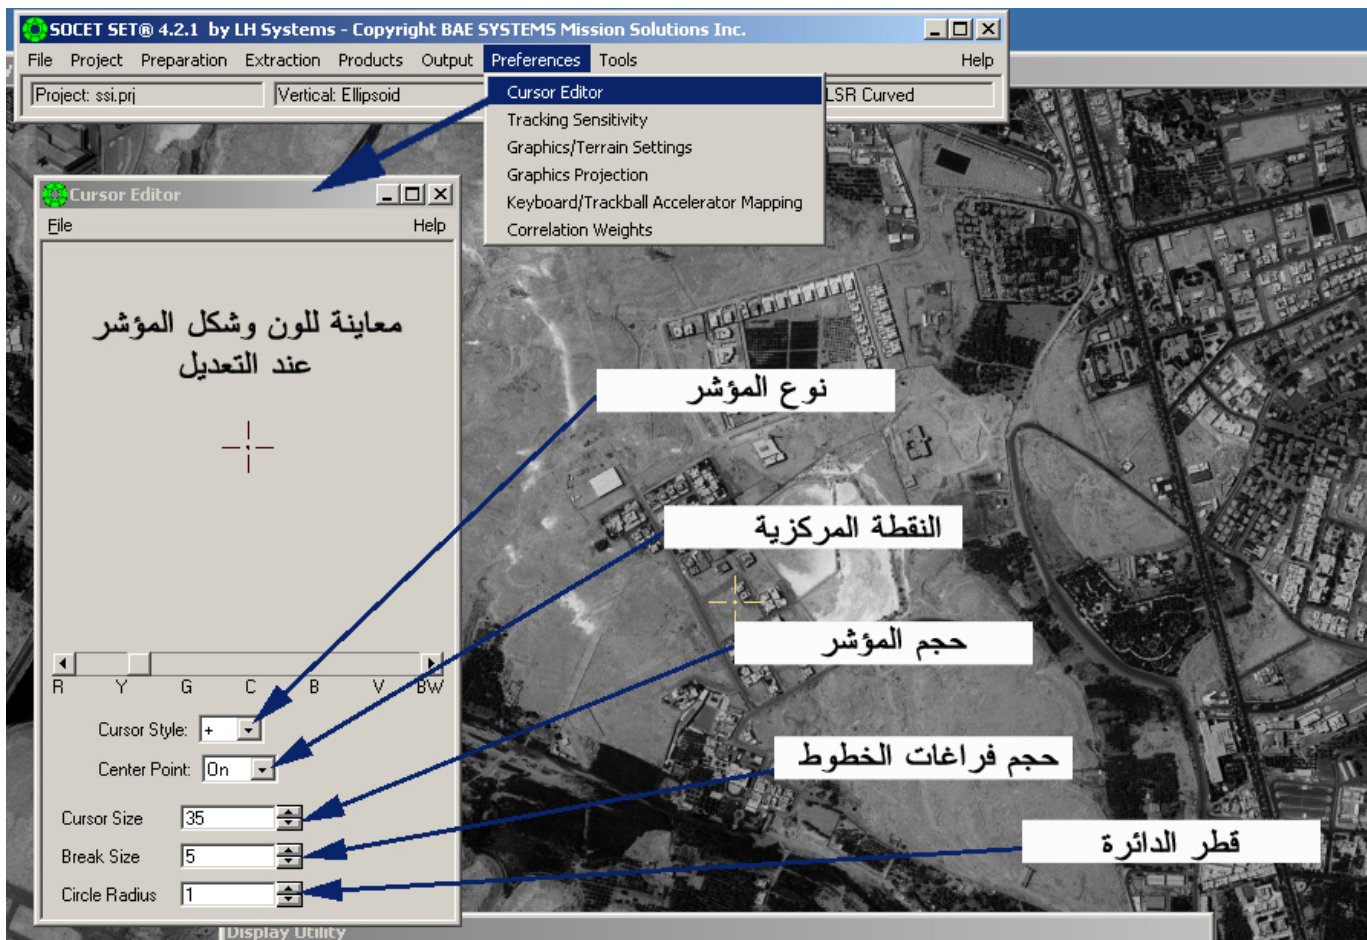 SOCET SET® 4.2.1 by LH Systems - Copyright BAE SYSTEMS Mission Solutions Inc.
File Project Preparation Extraction Products Output Preferences Tools Help
Project: ssi.prj Vertical: Ellipsoid LSR Curved
Cursor Editor
Tracking Sensitivity
Graphics/Terrain Settings
Graphics Projection
Keyboard/Trackball Accelerator Mapping
Correlation Weights
Cursor Editor
File Help
معاينة للون وشكل المؤشر
عند التعديل
نوع المؤشر
النقطة المركزية
حجم المؤشر
حجم فراغات الخطوط
قطر الدائرة
R Y G C B V BW
Cursor Style: +
Center Point: On
Cursor Size 35
Break Size 5
Circle Radius 1
Display Utility